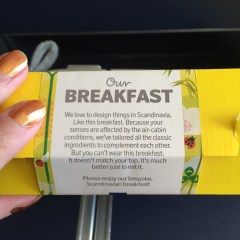 Our
BREAKFAST
We love to design things in Scandinavia.
Like this breakfast. Because your
senses are affected by the air-cabin
conditions, we've tailored all the classic
ingredients to complement each other.
But you can't wear this breakfast.
It doesn't match your top. It's much
better just to eat it.
Please enjoy our bespoke,
Scandinavian breakfast!